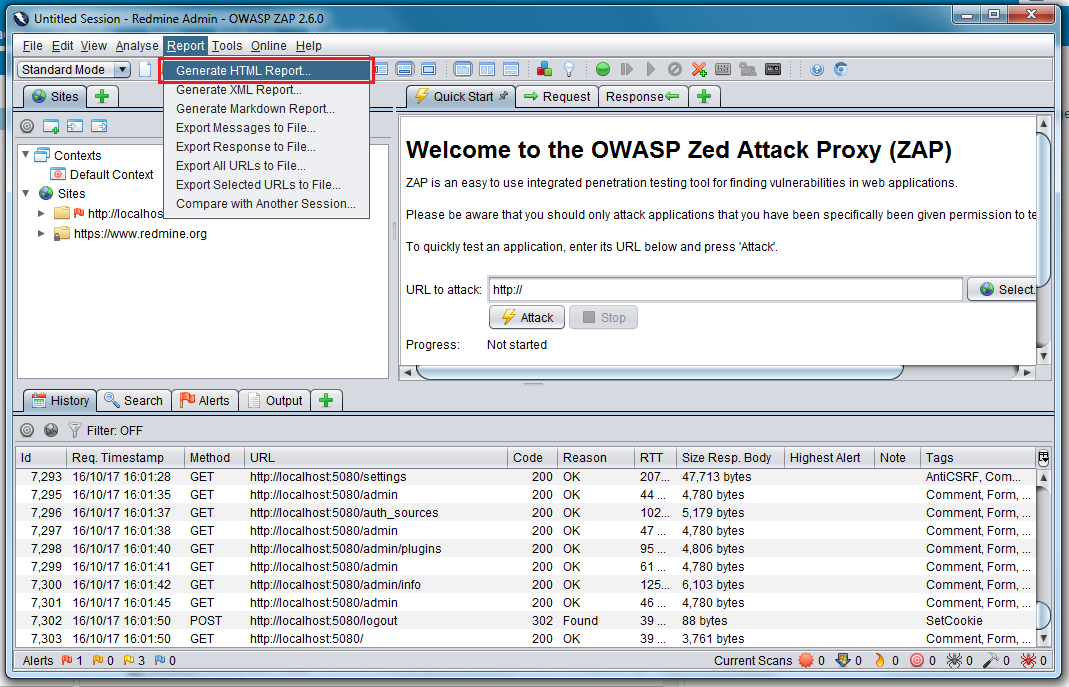 Untitled Session - Redmine Admin - OWASP ZAP 2.6.0
File Edit View Analyse Report Tools Online Help
Standard Mode
Generate HTML Report...
Generate XML Report...
Generate Markdown Report...
Export Messages to File...
Export Response to File...
Export All URLs to File...
Export Selected URLs to File...
Compare with Another Session...
Sites
Contexts
Default Context
Sites
http://localhos
https://www.redmine.org
Quick Start Request Response
Welcome to the OWASP Zed Attack Proxy (ZAP)
ZAP is an easy to use integrated penetration testing tool for finding vulnerabilities in web applications.
Please be aware that you should only attack applications that you have been specifically been given permission to te
To quickly test an application, enter its URL below and press 'Attack'.
URL to attack: http:// Select.
Attack Stop
Progress: Not started
History Search Alerts Output
Filter: OFF
Id Req. Timestamp Method URL Code Reason RTT Size Resp. Body Highest Alert Note Tags
7,293 16/10/17 16:01:28 GET http://localhost:5080/settings 200 OK 207... 47,713 bytes AntiCSRF, Com...
7,295 16/10/17 16:01:35 GET http://localhost:5080/admin 200 OK 44 ... 4,780 bytes Comment, Form, ...
7,296 16/10/17 16:01:37 GET http://localhost:5080/auth_sources 200 OK 102... 5,179 bytes Comment, Form, ...
7,297 16/10/17 16:01:38 GET http://localhost:5080/admin 200 OK 47 ... 4,780 bytes Comment, Form, ...
7,298 16/10/17 16:01:40 GET http://localhost:5080/admin/plugins 200 OK 95 ... 4,806 bytes Comment, Form, ...
7,299 16/10/17 16:01:41 GET http://localhost:5080/admin 200 OK 61 ... 4,780 bytes Comment, Form, ...
7,300 16/10/17 16:01:42 GET http://localhost:5080/admin/info 200 OK 125... 6,103 bytes Comment, Form, ...
7,301 16/10/17 16:01:45 GET http://localhost:5080/admin 200 OK 46 ... 4,780 bytes Comment, Form, ...
7,302 16/10/17 16:01:50 POST http://localhost:5080/logout 302 Found 39 ... 88 bytes SetCookie
7,303 16/10/17 16:01:50 GET http://localhost:5080/ 200 OK 39 ... 3,761 bytes Comment, Form, ...
Alerts 1 0 3 0 Current Scans 0 0 0 0 0 0 0